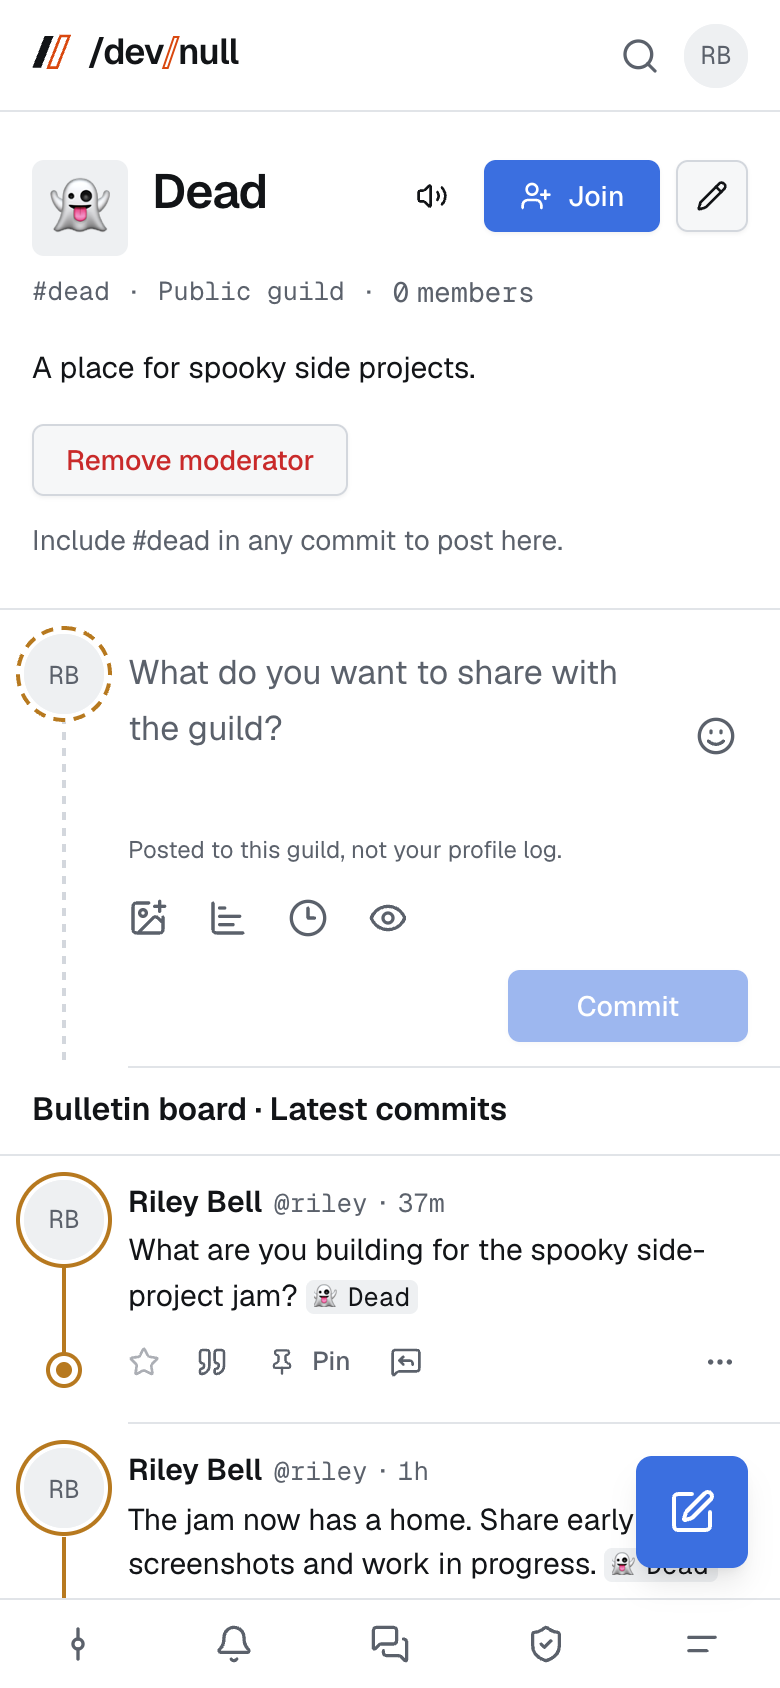 /dev/null
RB
Dead
Join
#dead · Public guild · 0 members
A place for spooky side projects.
Remove moderator
Include #dead in any commit to post here.
RB
What do you want to share with
the guild?
Posted to this guild, not your profile log.
Commit
Bulletin board · Latest commits
RB
Riley Bell @riley · 37m
What are you building for the spooky side-
project jam? 👻 Dead
Pin
RB
Riley Bell @riley · 1h
The jam now has a home. Share early
screenshots and work in progress. 👻 Dead